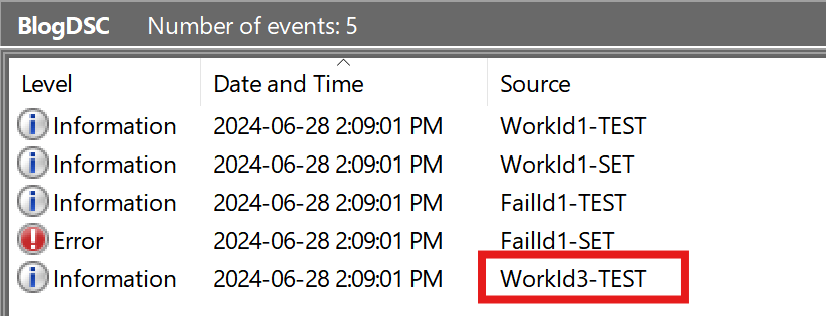 BlogDSC Number of events: 5
Level Date and Time Source
Information 2024-06-28 2:09:01 PM WorkId1-TEST
Information 2024-06-28 2:09:01 PM WorkId1-SET
Information 2024-06-28 2:09:01 PM FailId1-TEST
Error 2024-06-28 2:09:01 PM FailId1-SET
Information 2024-06-28 2:09:01 PM WorkId3-TEST